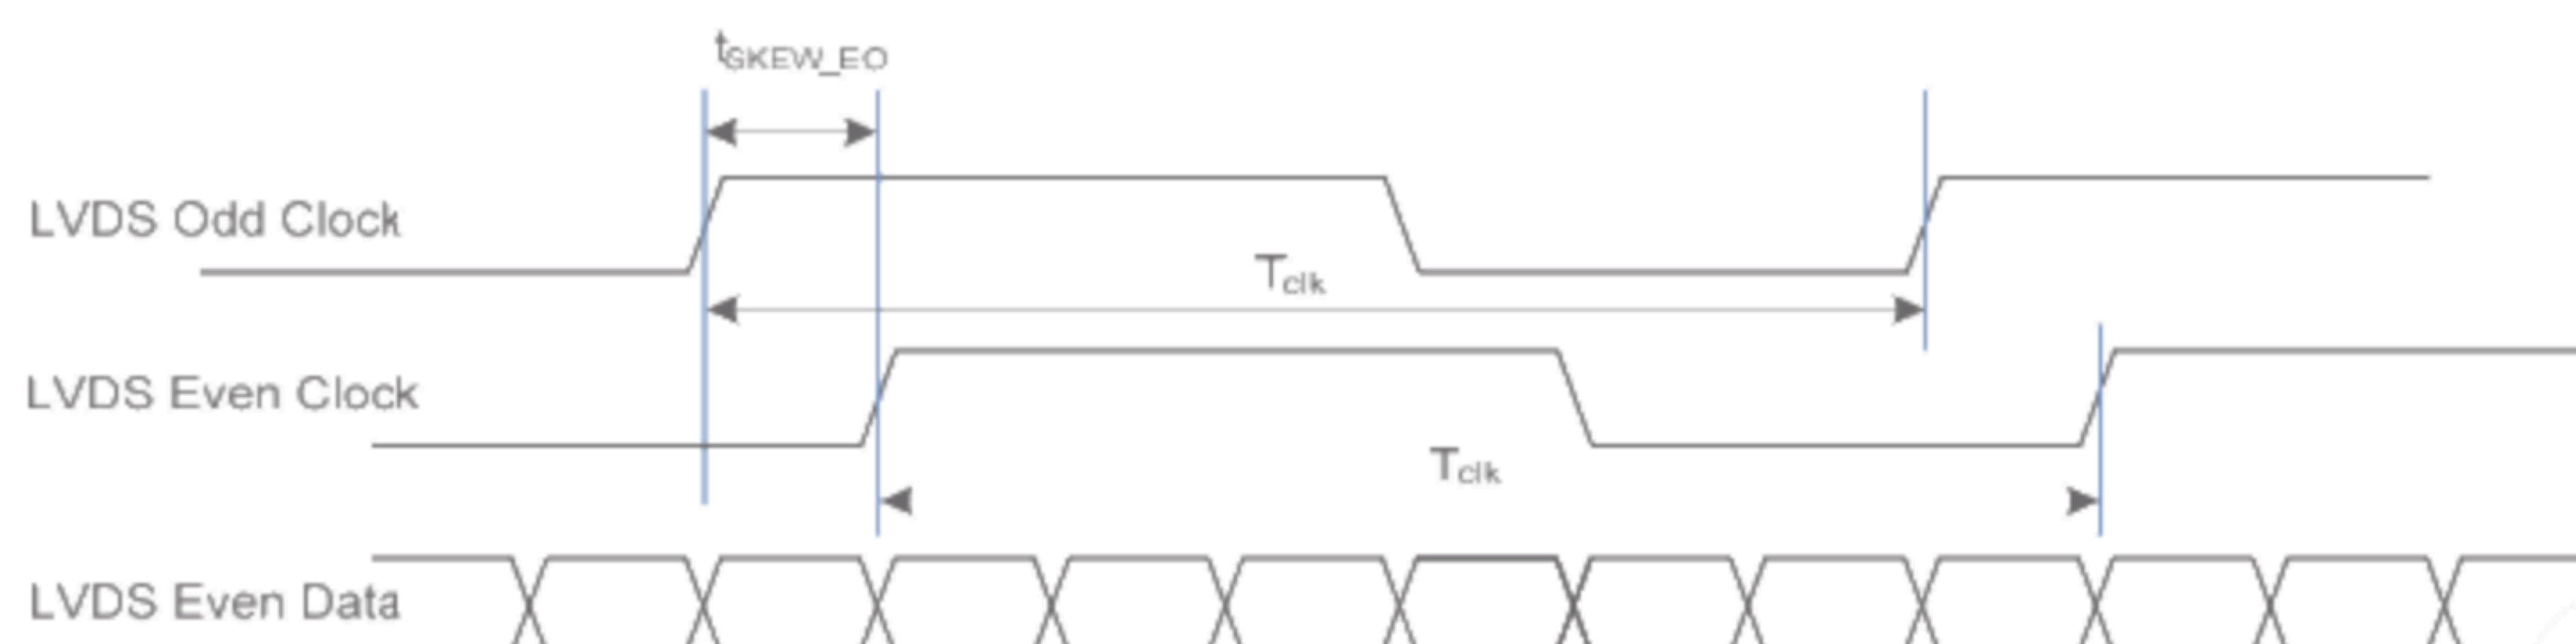 tSKEW_EO
LVDS Odd Clock
Tclk
LVDS Even Clock
Tclk
LVDS Even Data